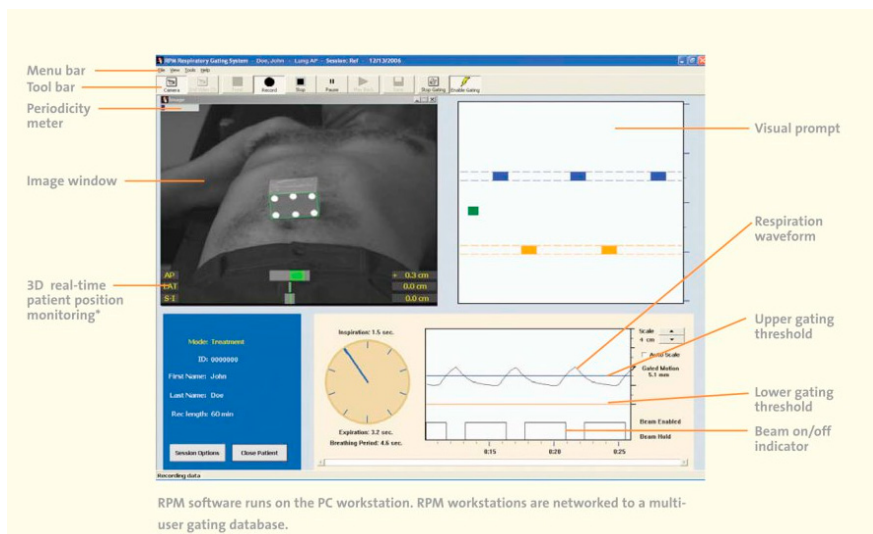 RPM Respiratory Gating System - Doe, John - Lung AP - Session: Ref - 12/13/2006
Menu bar
File View Tools Help
Tool bar
Camera
Record
Stop
Pause
Stop Gating
Enable Gating
Periodicity
meter
Image
Visual prompt
Image window
Respiration
waveform
3D real-time
patient position
monitoring*
AP + 0.3 cm
LAT 0.0 cm
S-I 0.0 cm
Upper gating
threshold
Lower gating
threshold
Beam on/off
indicator
Mode: Treatment
ID: 0000000
First Name: John
Last Name: Doe
Rec length: 60 min
Session Options
Close Patient
Inspiration: 1.5 sec.
Expiration: 3.2 sec.
Breathing Period: 4.6 sec.
Scale
4 cm
Auto Scale
Gated Motion
5.1 mm
Beam Enabled
Beam Hold
0:15 0:20 0:25
Recording data
RPM software runs on the PC workstation. RPM workstations are networked to a multi-
user gating database.